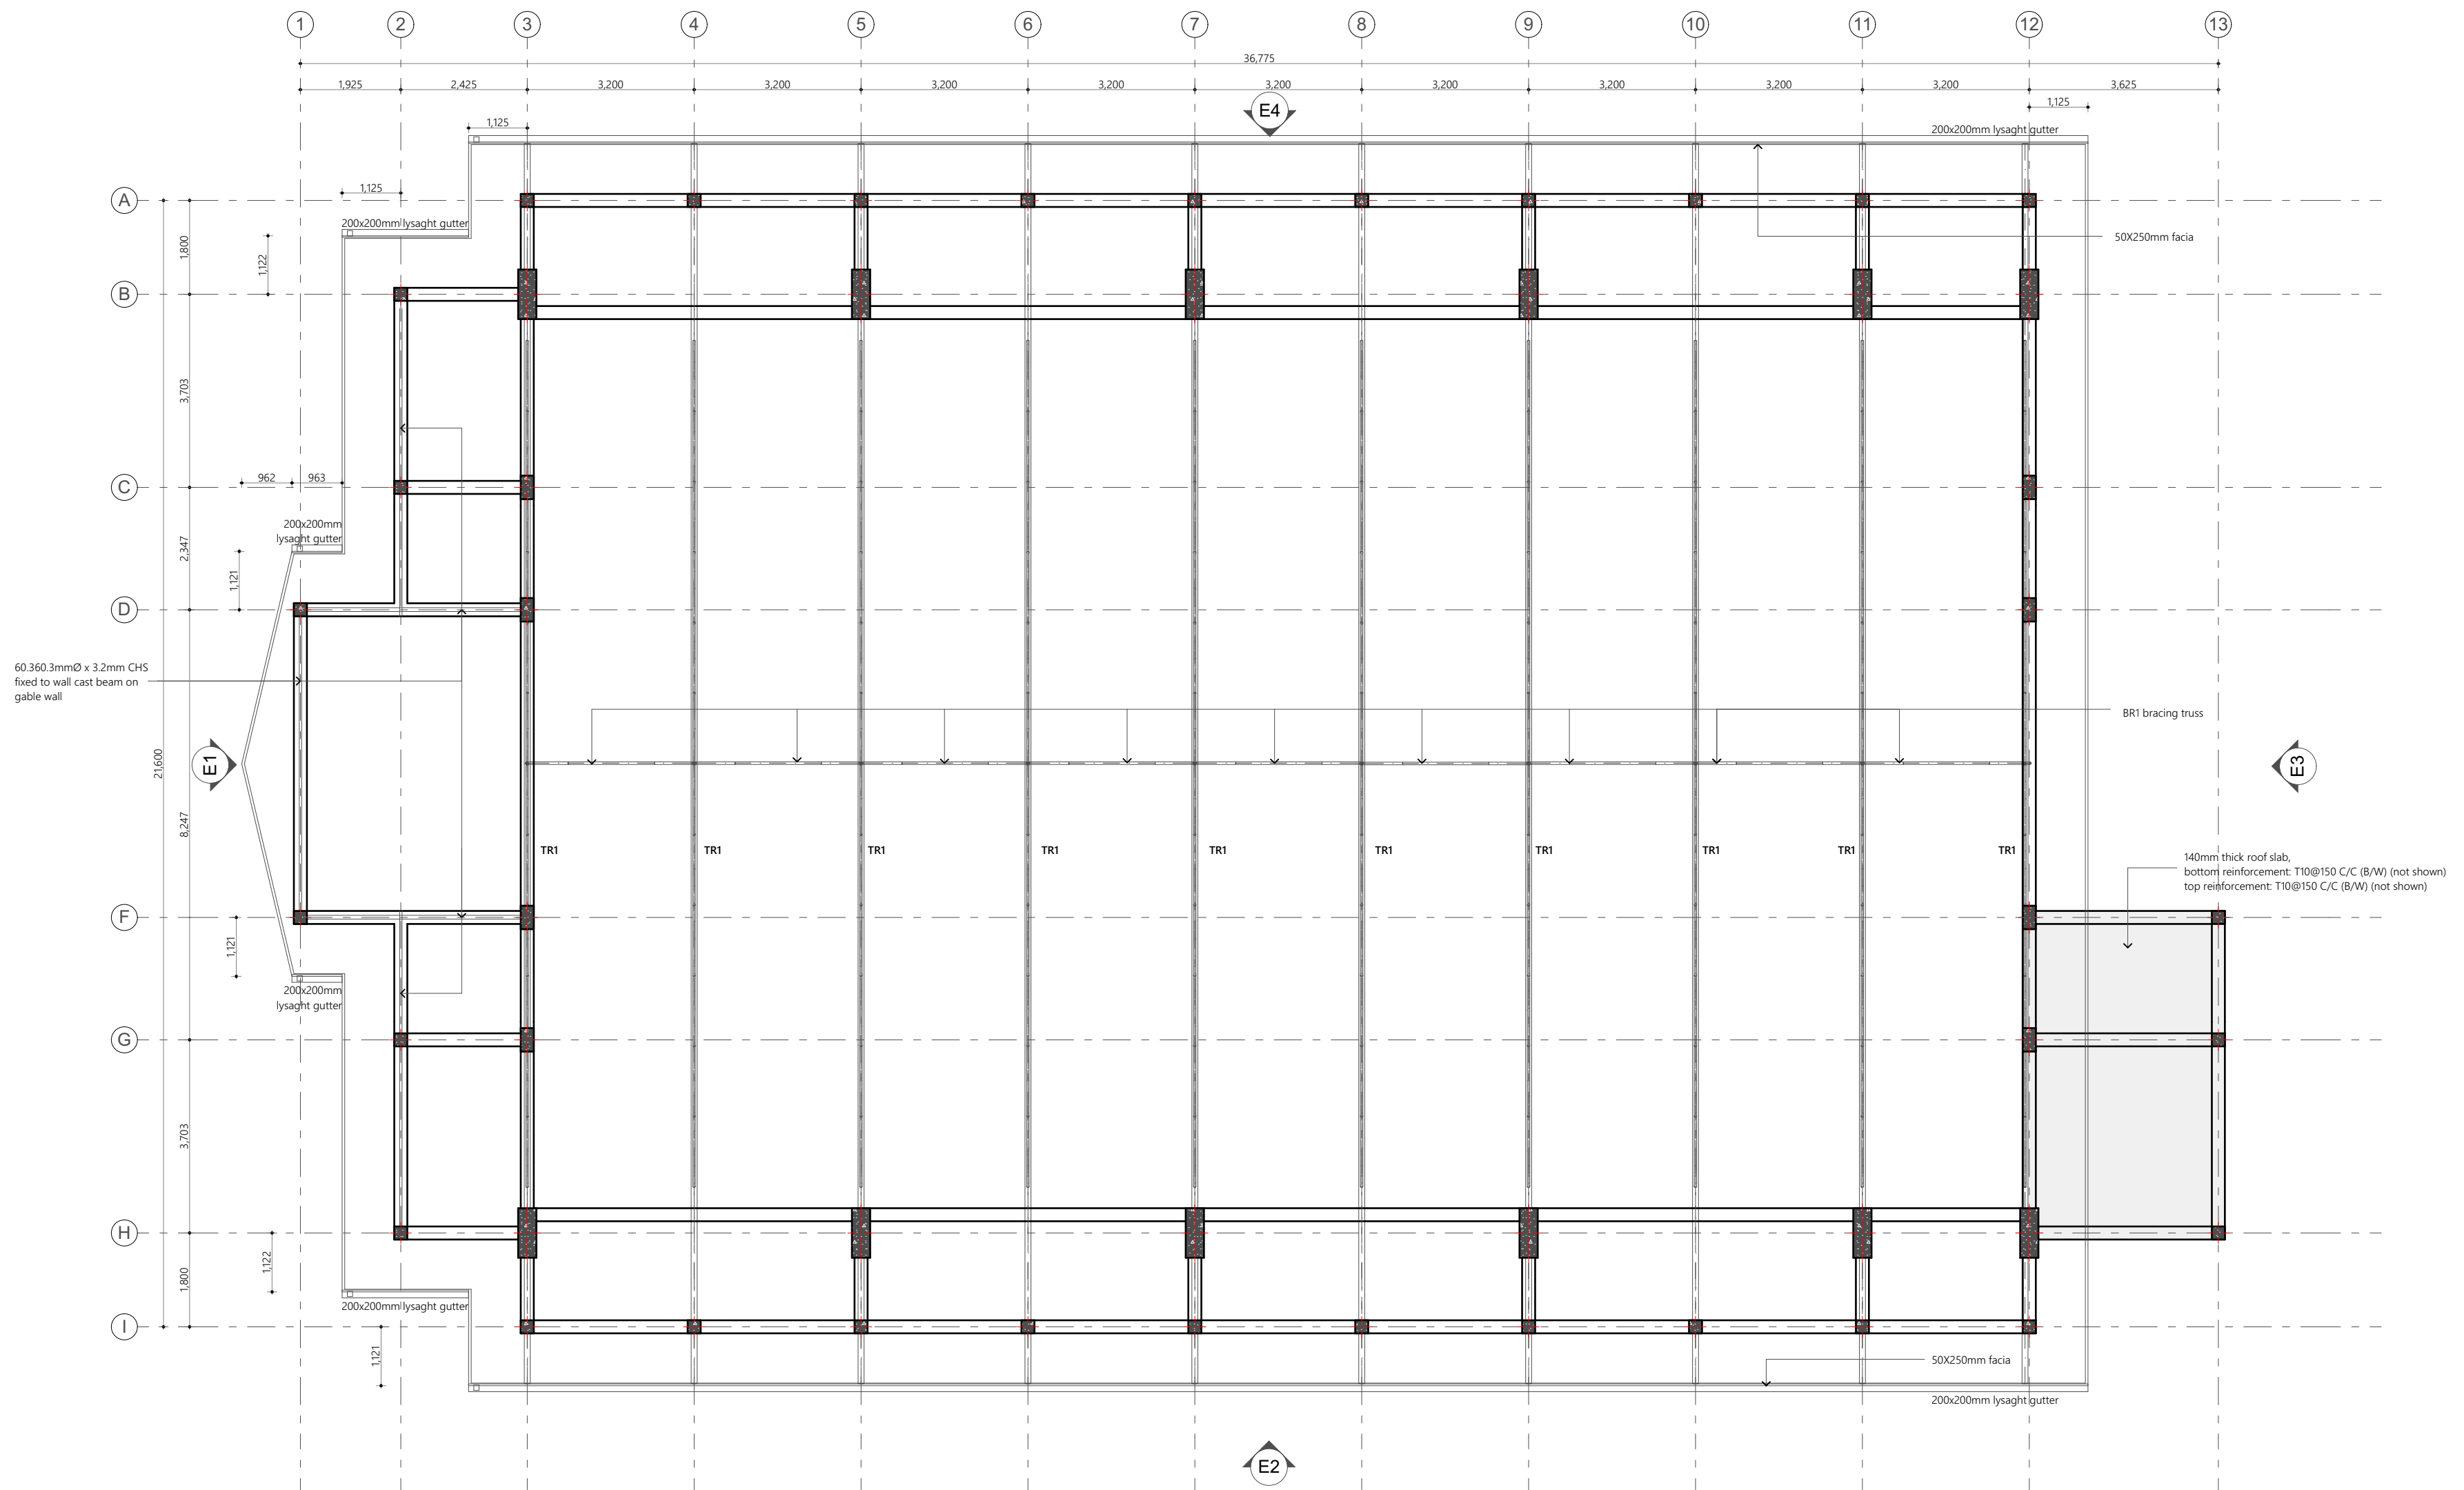 1 2 3 4 5 6 7 8 9 10 11 12 13
36,775
1,925 2,425 3,200 3,200 3,200 3,200 3,200 3,200 3,200 3,200 3,200 3,625
1,125
E4
1,125
200x200mm lysaght gutter
1,125
A
200x200mm lysaght gutter
1,800
1,122
50X250mm facia
B
3,703
C
962 963
200x200mm
lysaght gutter
2,347
1,121
D
60.360.3mmØ x 3.2mm CHS
fixed to wall cast beam on
gable wall
BR1 bracing truss
21,600
E1
E3
8,247
TR1 TR1 TR1 TR1 TR1 TR1 TR1 TR1 TR1 TR1
140mm thick roof slab,
bottom reinforcement: T10@150 C/C (B/W) (not shown)
top reinforcement: T10@150 C/C (B/W) (not shown)
F
1,121
200x200mm
lysaght gutter
G
3,703
H
1,122
1,800
200x200mm lysaght gutter
I
1,121
50X250mm facia
200x200mm lysaght gutter
E2